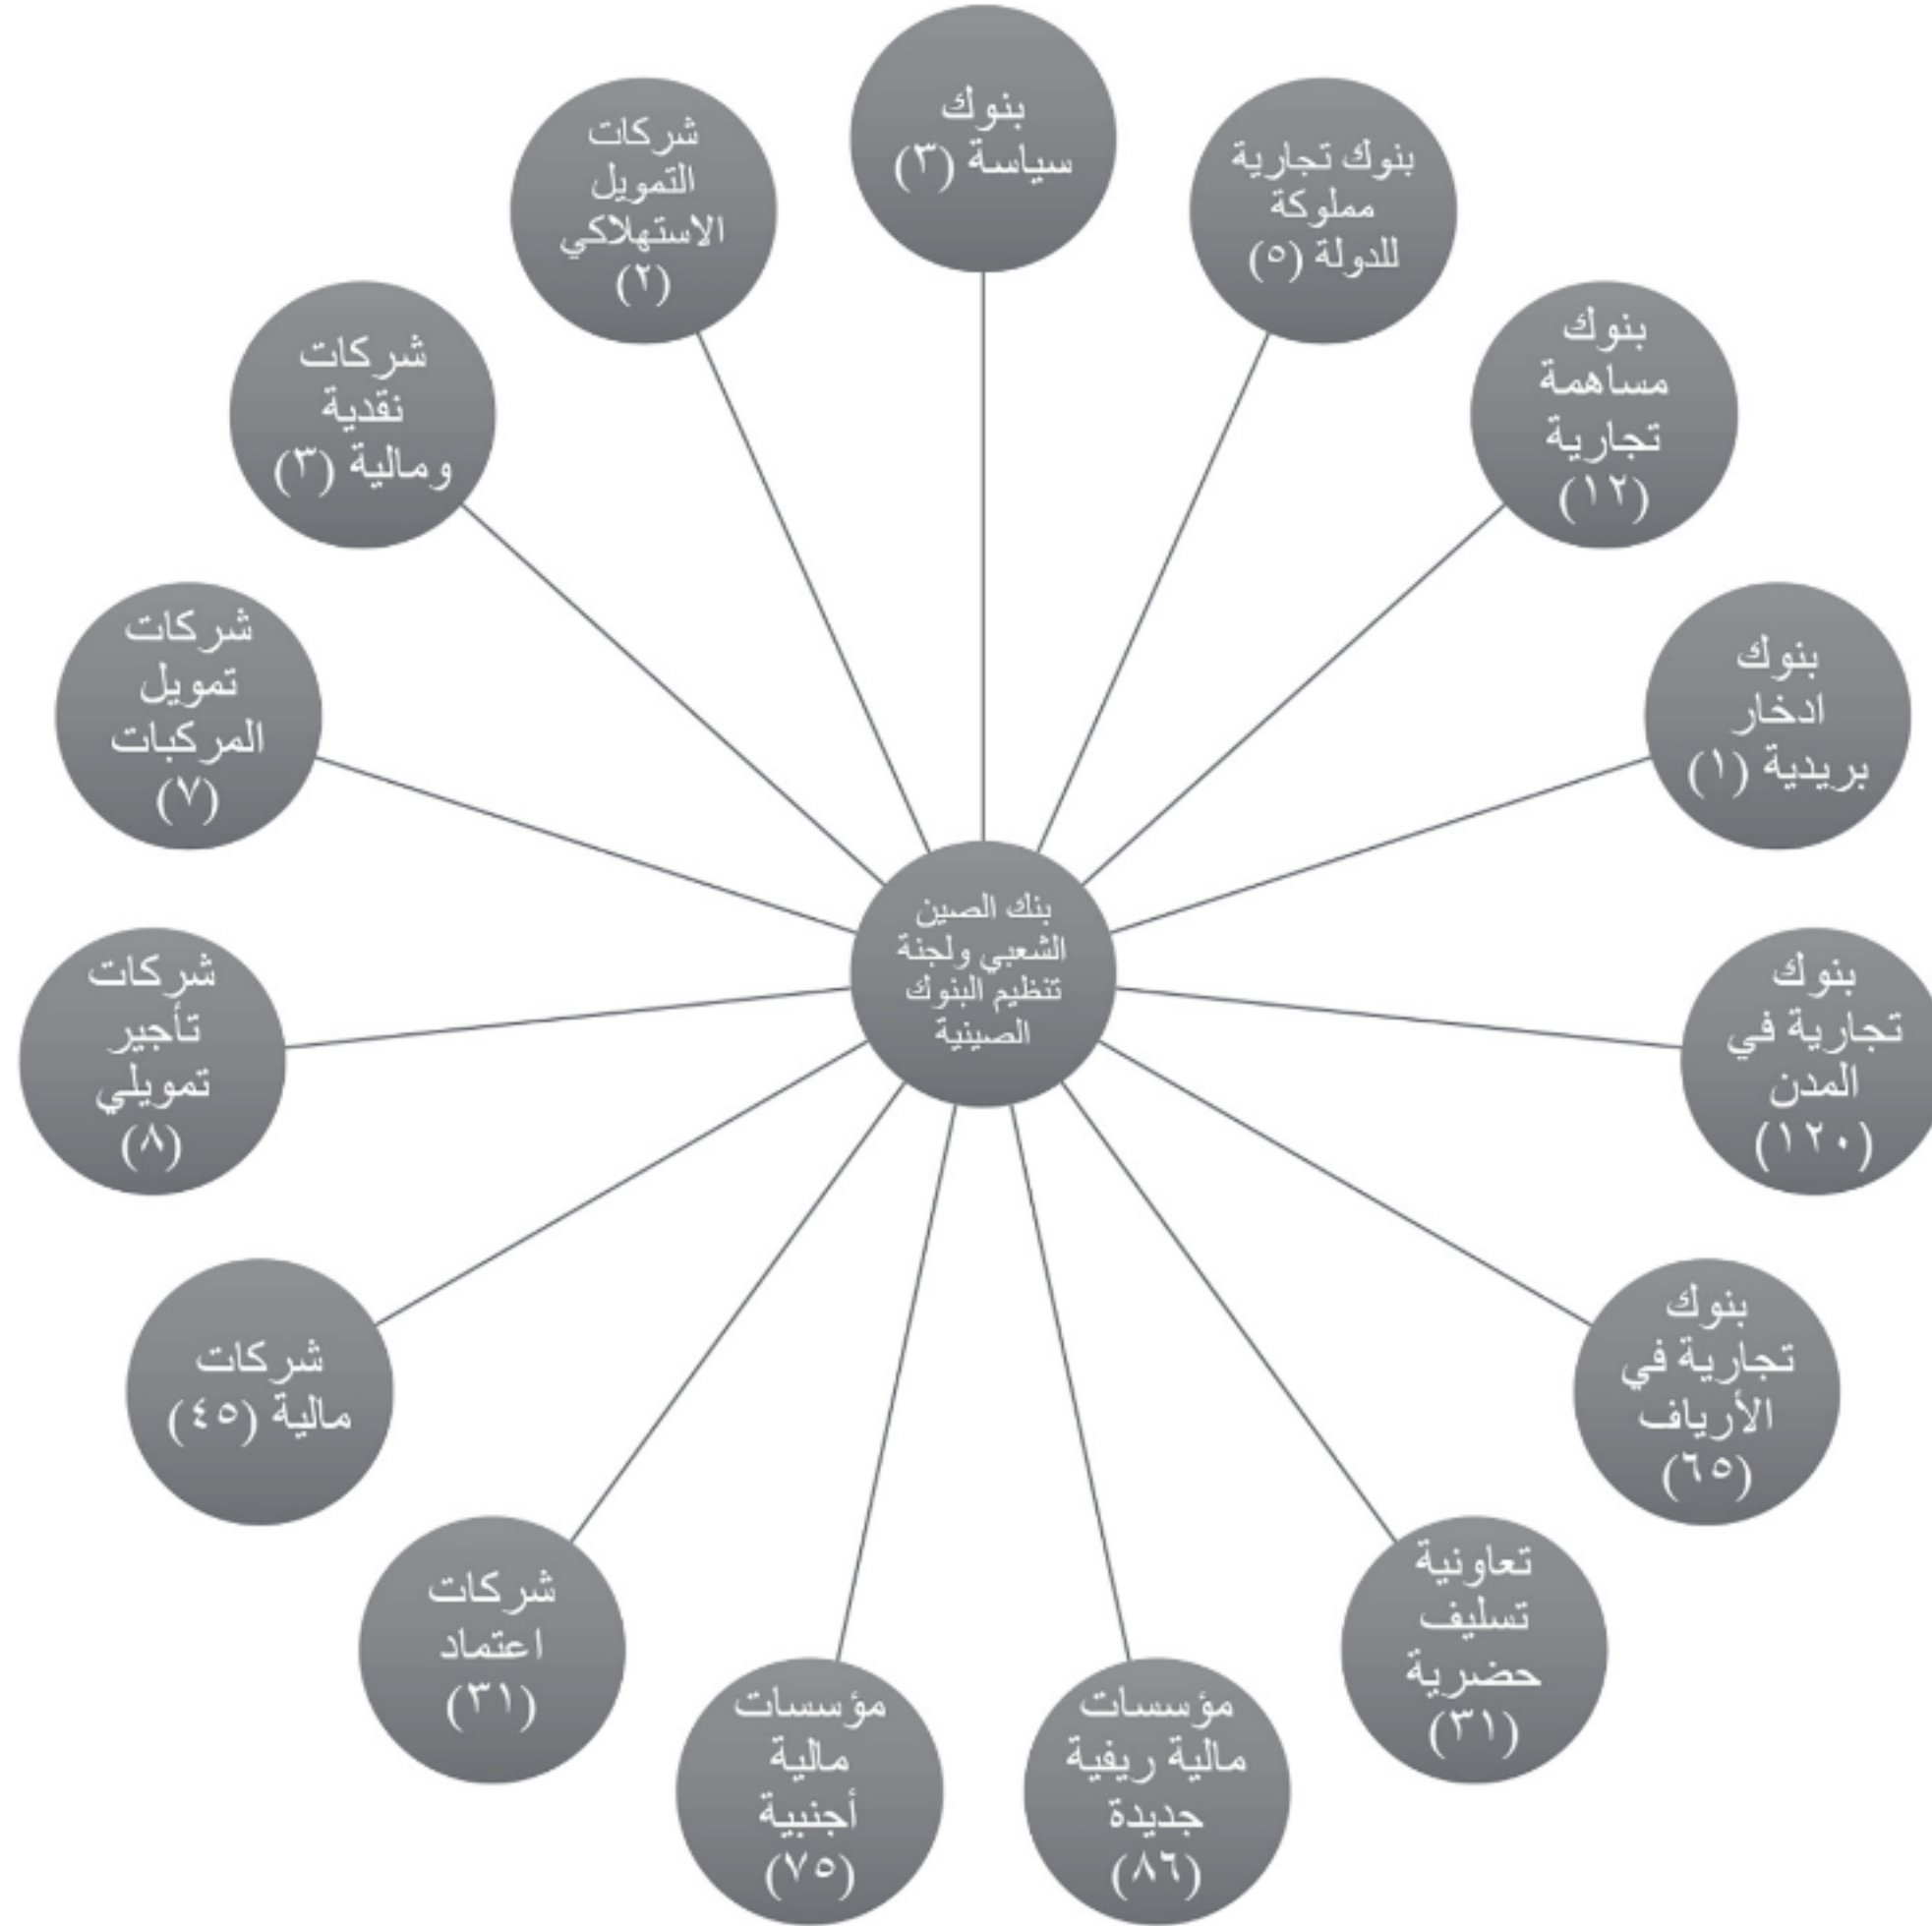 بنوك
سياسة (٣)
بنوك تجارية
مملوكة
للدولة (٥)
بنوك
مساهمة
تجارية
(١٢)
بنوك
ادخار
بريدية (١)
بنوك
تجارية في
المدن
(١٢٠)
بنوك
تجارية في
الأرياف
(٦٥)
تعاونية
تسليف
حضرية
(٣١)
مؤسسات
مالية ريفية
جديدة
(٨٦)
مؤسسات
مالية
أجنبية
(٧٥)
شركات
اعتماد
(٣١)
شركات
مالية (٤٥)
شركات
تأجير
تمويلي
(٨)
شركات
تمويل
المركبات
(٧)
شركات
نقدية
ومالية (٣)
شركات
التمويل
الاستهلاكي
(٢)
بنك الصين
الشعبي ولجنة
تنظيم البنوك
الصينية